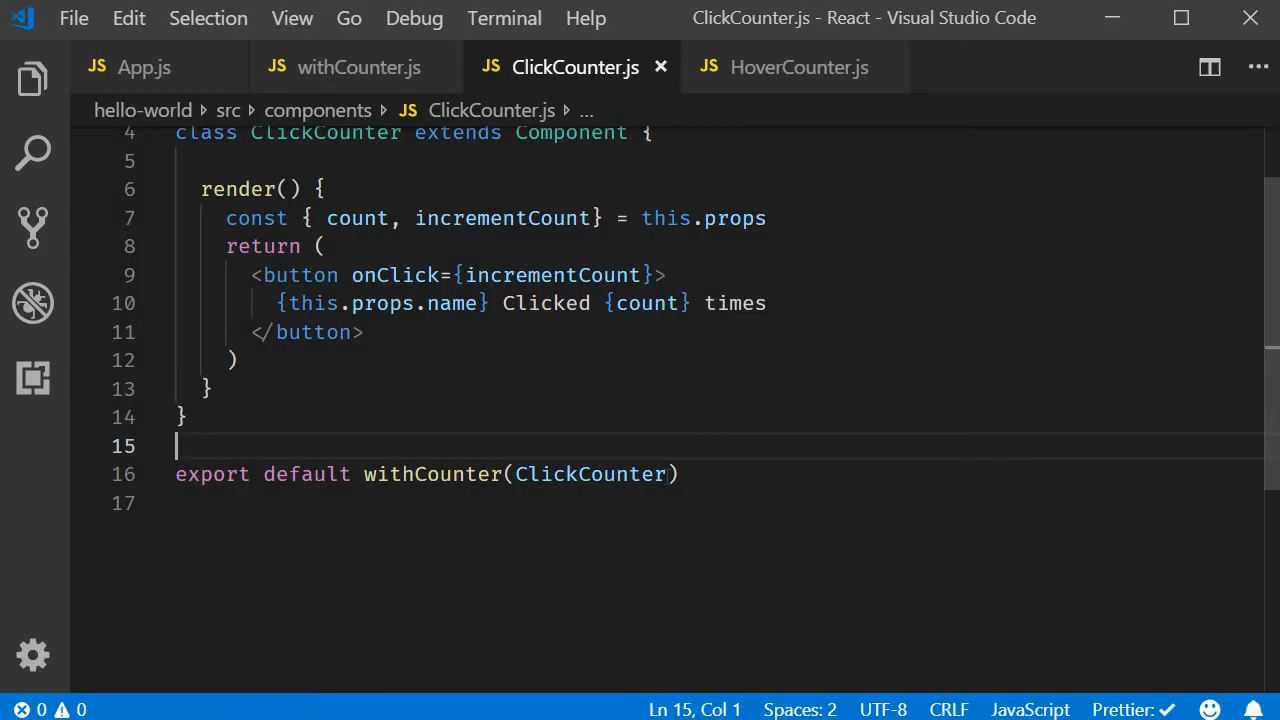 File Edit Selection View Go Debug Terminal Help ClickCounter.js - React - Visual Studio Code
JS App.js JS withCounter.js JS ClickCounter.js × JS HoverCounter.js
hello-world src components JS ClickCounter.js ...
4 class ClickCounter extends Component {
5
6 render() {
7 const { count, incrementCount} = this.props
8 return (
9 <button onClick={incrementCount}>
10 {this.props.name} Clicked {count} times
11 </button>
12 )
13 }
14 }
15
16 export default withCounter(ClickCounter)
17
0 0 Ln 15, Col 1 Spaces: 2 UTF-8 CRLF JavaScript Prettier: ✓